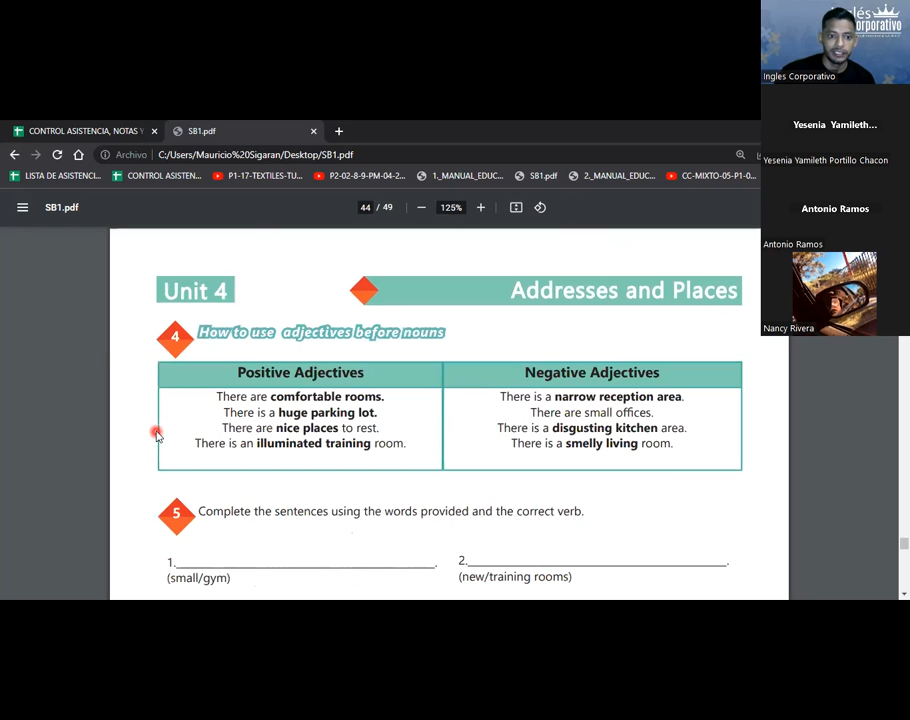 Inglés
Corporativo
Ingles Corporativo
CONTROL ASISTENCIA, NOTAS Y
SB1.pdf
Archivo
C:/Users/Mauricio%20Sigaran/Desktop/SB1.pdf
LISTA DE ASISTENCI...
CONTROL ASISTEN...
P1-17-TEXTILES-TU...
P2-02-8-9-PM-04-2...
1._MANUAL_EDUC...
SB1.pdf
2._MANUAL_EDUC...
CC-MIXTO-05-P1-0...
SB1.pdf
44 / 49
125%
Yesenia Yamileth...
Yesenia Yamileth Portillo Chacon
Antonio Ramos
Antonio Ramos
Nancy Rivera
Unit 4
Addresses and Places
4 How to use adjectives before nouns
Positive Adjectives
There are comfortable rooms.
There is a huge parking lot.
There are nice places to rest.
There is an illuminated training room.
Negative Adjectives
There is a narrow reception area.
There are small offices.
There is a disgusting kitchen area.
There is a smelly living room.
5 Complete the sentences using the words provided and the correct verb.
1.______________________________.
(small/gym)
2.______________________________.
(new/training rooms)